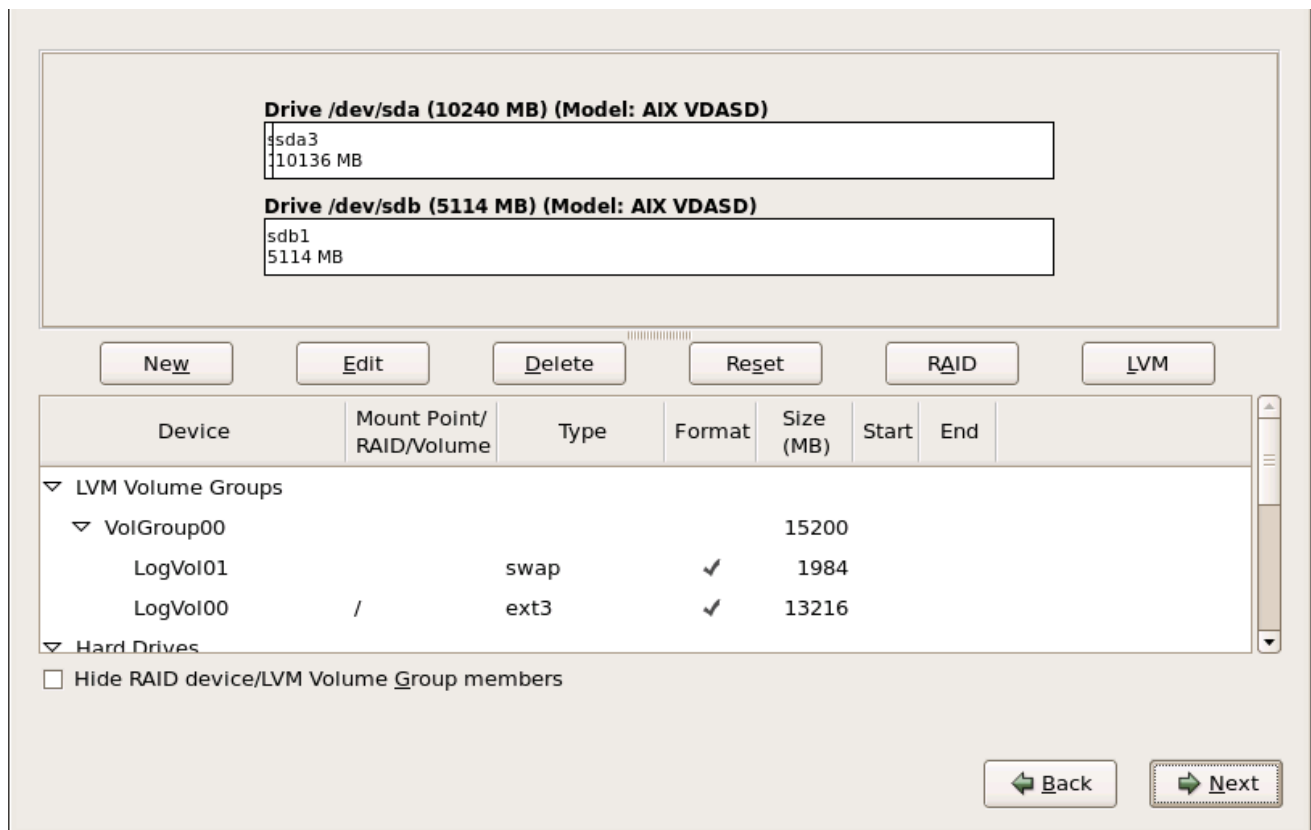 Drive /dev/sda (10240 MB) (Model: AIX VDASD)
sda3
10136 MB
Drive /dev/sdb (5114 MB) (Model: AIX VDASD)
sdb1
5114 MB
New Edit Delete Reset RAID LVM
Device Mount Point/ RAID/Volume Type Format Size (MB) Start End
LVM Volume Groups
VolGroup00 15200
LogVol01 swap 1984
LogVol00 / ext3 13216
Hard Drives
Hide RAID device/LVM Volume Group members
Back Next